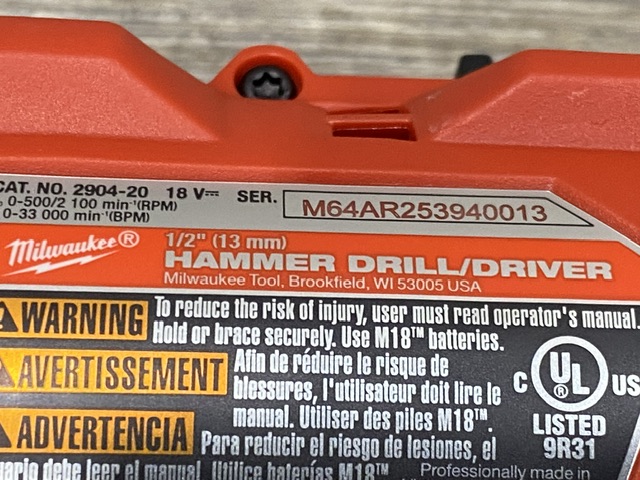 CAT. NO. 2904-20 18 V⎓ SER. M64AR253940013
0-500/2 100 min⁻¹(RPM)
0-33 000 min⁻¹(BPM)
Milwaukee® 1/2" (13 mm)
HAMMER DRILL/DRIVER
Milwaukee Tool, Brookfield, WI 53005 USA
WARNING To reduce the risk of injury, user must read operator's manual.
Hold or brace securely. Use M18™ batteries.
AVERTISSEMENT Afin de réduire le risque de
blessures, l'utilisateur doit lire le
manual. Utiliser des piles M18™.
ADVERTENCIA Para reducir el riesgo de lesiones, el
uario debe leer el manual. Utilice baterías M18™
C UL ® US
LISTED
9R31
Professionally made in